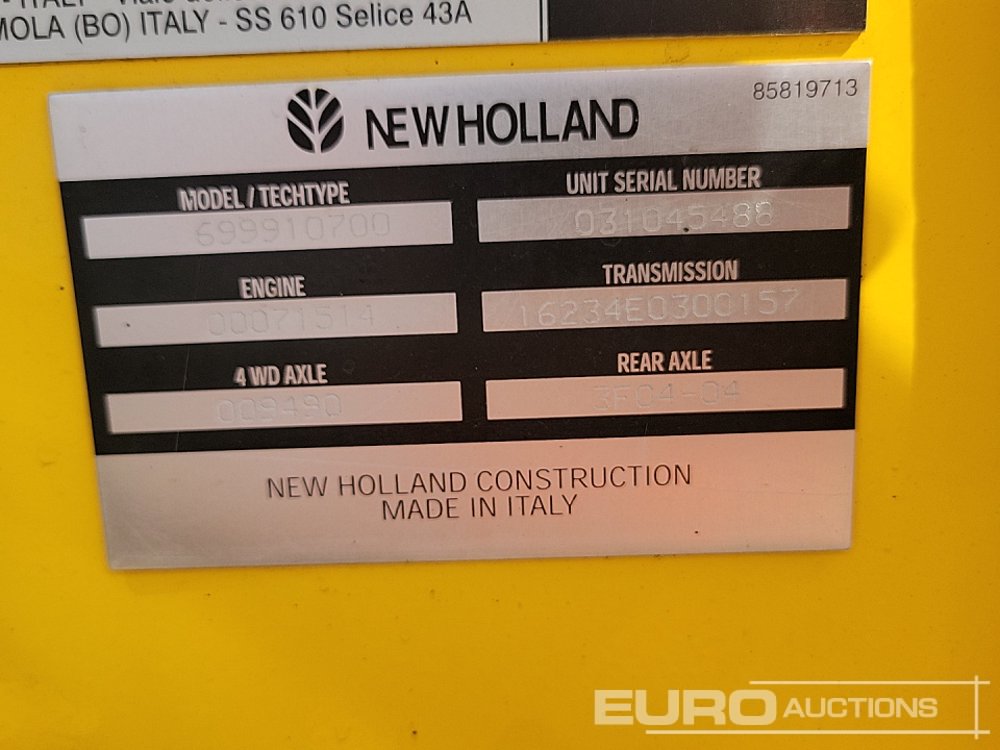 MOLA (BO) ITALY - SS 610 Selice 43A
85819713
NEW HOLLAND
MODEL / TECHTYPE
699910700
UNIT SERIAL NUMBER
031045488
ENGINE
00071514
TRANSMISSION
16234E0300157
4 WD AXLE
009490
REAR AXLE
3F04-04
NEW HOLLAND CONSTRUCTION
MADE IN ITALY
EURO AUCTIONS